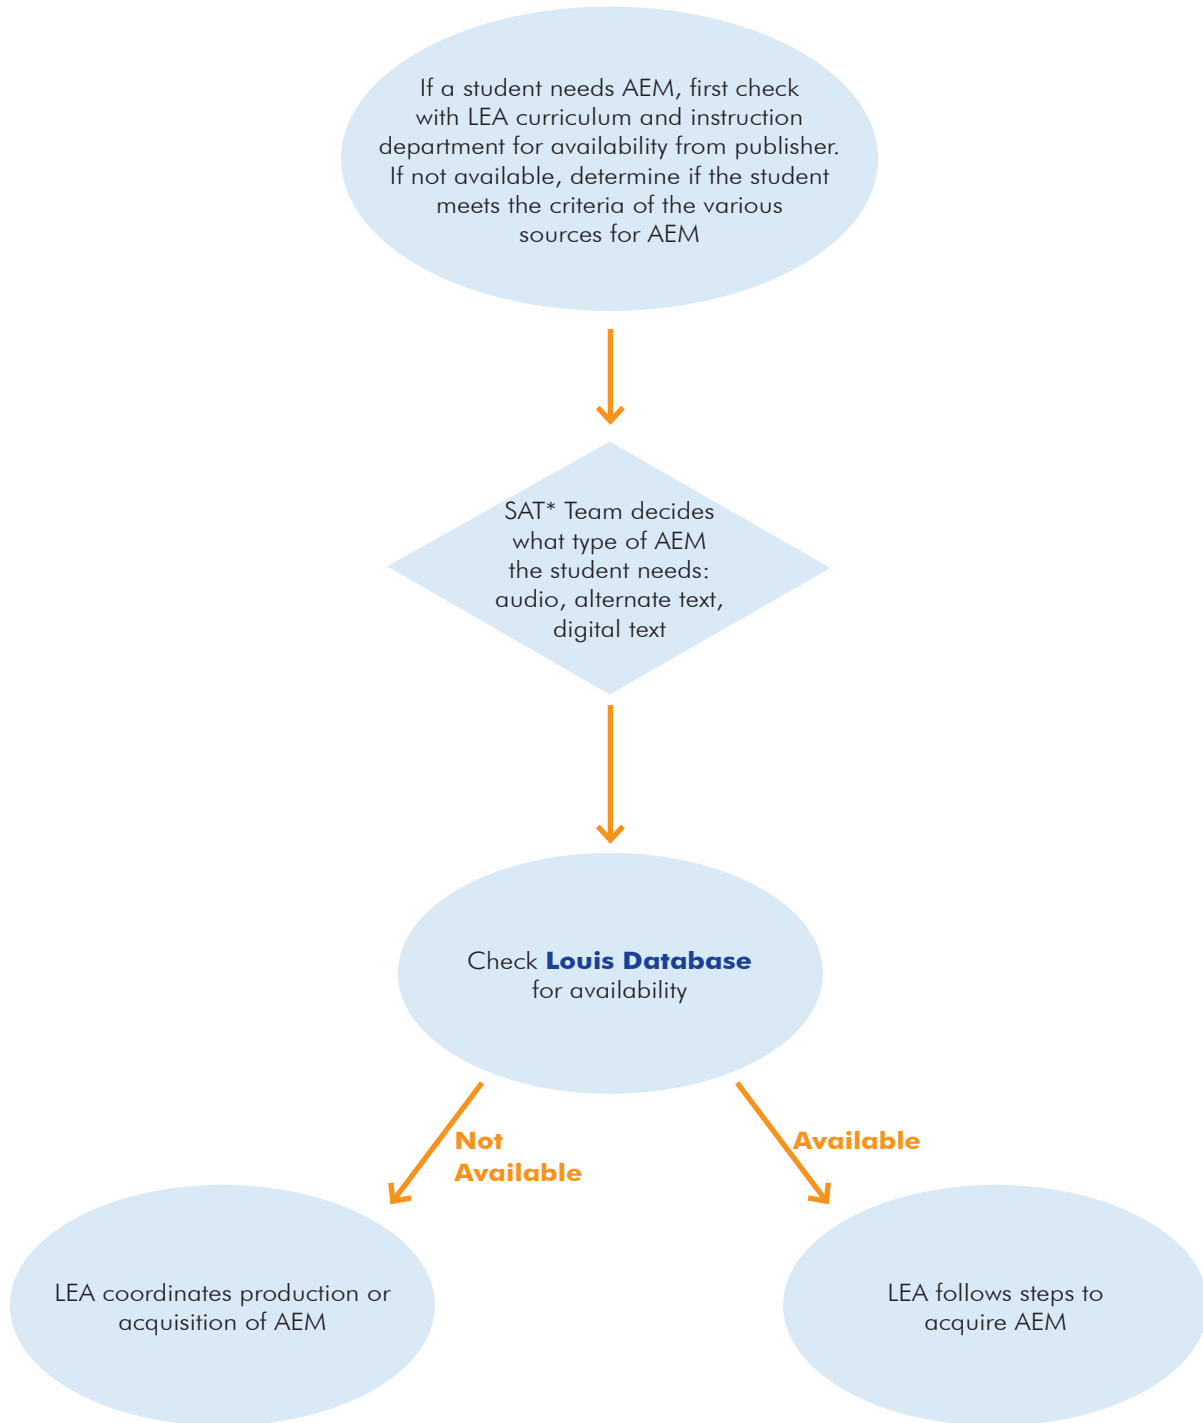 If a student needs AEM, first check
with LEA curriculum and instruction
department for availability from publisher.
If not available, determine if the student
meets the criteria of the various
sources for AEM
SAT* Team decides
what type of AEM
the student needs:
audio, alternate text,
digital text
Check Louis Database
for availability
Not
Available
Available
LEA coordinates production or
acquisition of AEM
LEA follows steps to
acquire AEM